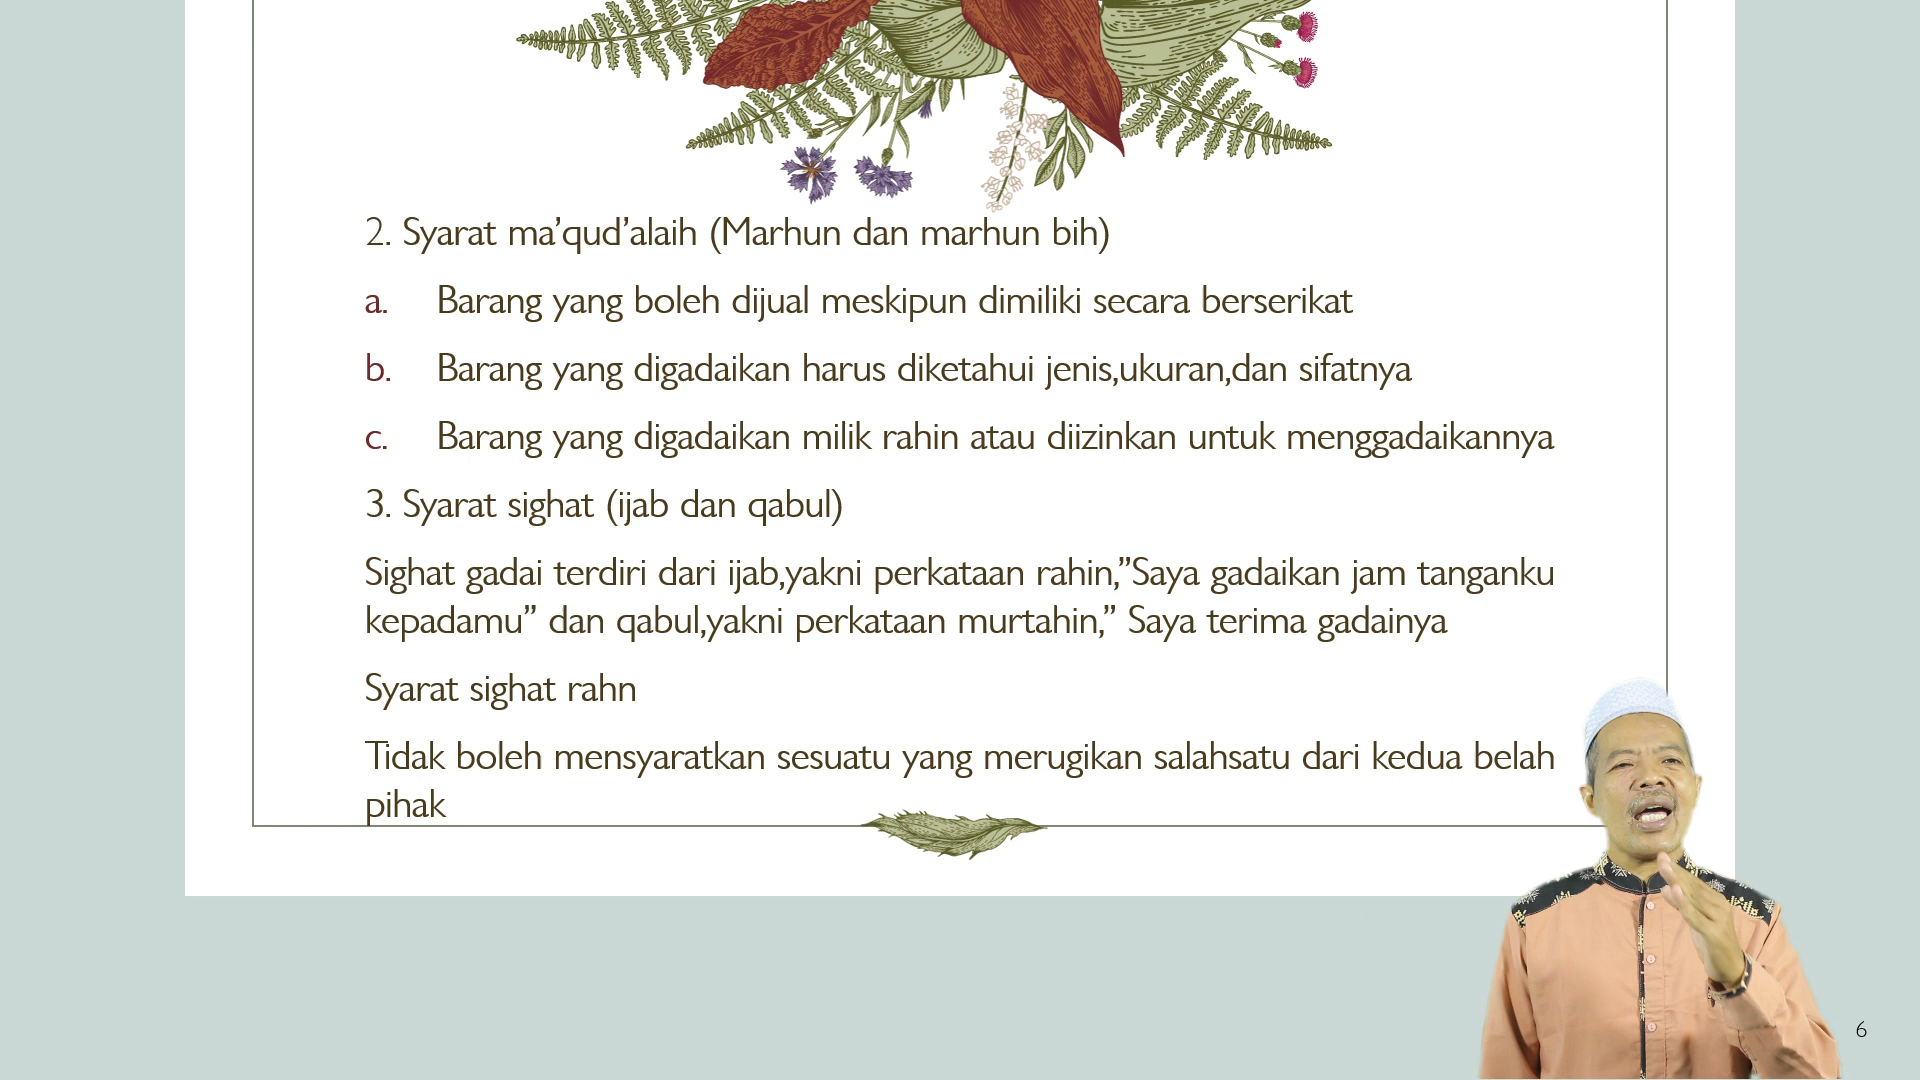 2. Syarat ma’qud’alaih (Marhun dan marhun bih)
a. Barang yang boleh dijual meskipun dimiliki secara berserikat
b. Barang yang digadaikan harus diketahui jenis,ukuran,dan sifatnya
c. Barang yang digadaikan milik rahin atau diizinkan untuk menggadaikannya
3. Syarat sighat (ijab dan qabul)
Sighat gadai terdiri dari ijab,yakni perkataan rahin,”Saya gadaikan jam tanganku
kepadamu” dan qabul,yakni perkataan murtahin,” Saya terima gadainya
Syarat sighat rahn
Tidak boleh mensyaratkan sesuatu yang merugikan salahsatu dari kedua belah
pihak
6